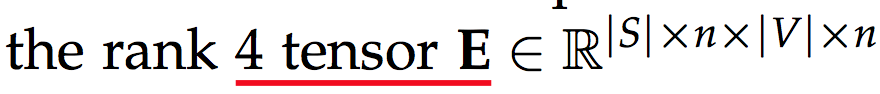 the rank 4 tensor E ∈ ℝ^{|S|×n×|V|×n}